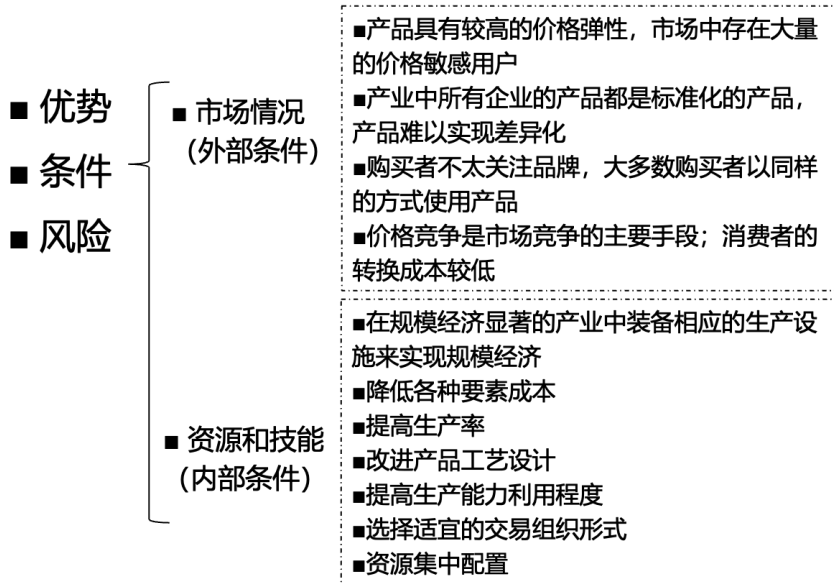 ■ 优势
■ 条件
■ 风险
■ 市场情况
（外部条件）
■产品具有较高的价格弹性，市场中存在大量
的价格敏感用户
■产业中所有企业的产品都是标准化的产品，
产品难以实现差异化
■购买者不太关注品牌，大多数购买者以同样
的方式使用产品
■价格竞争是市场竞争的主要手段；消费者的
转换成本较低
■ 资源和技能
（内部条件）
■在规模经济显著的产业中装备相应的生产设
施来实现规模经济
■降低各种要素成本
■提高生产率
■改进产品工艺设计
■提高生产能力利用程度
■选择适宜的交易组织形式
■资源集中配置